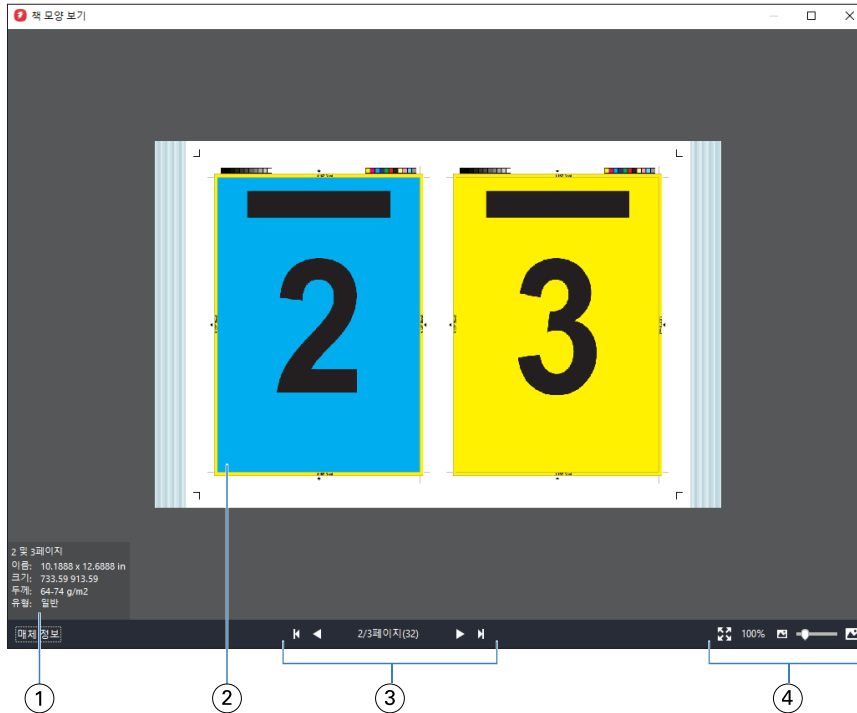 책 모양 보기
2
3
2 및 3페이지
이름: 10.1888 x 12.6888 in
크기: 733.59 913.59
두께: 64-74 g/m2
유형: 일반
매체 정보
2/3페이지(32)
100%
1
2
3
4